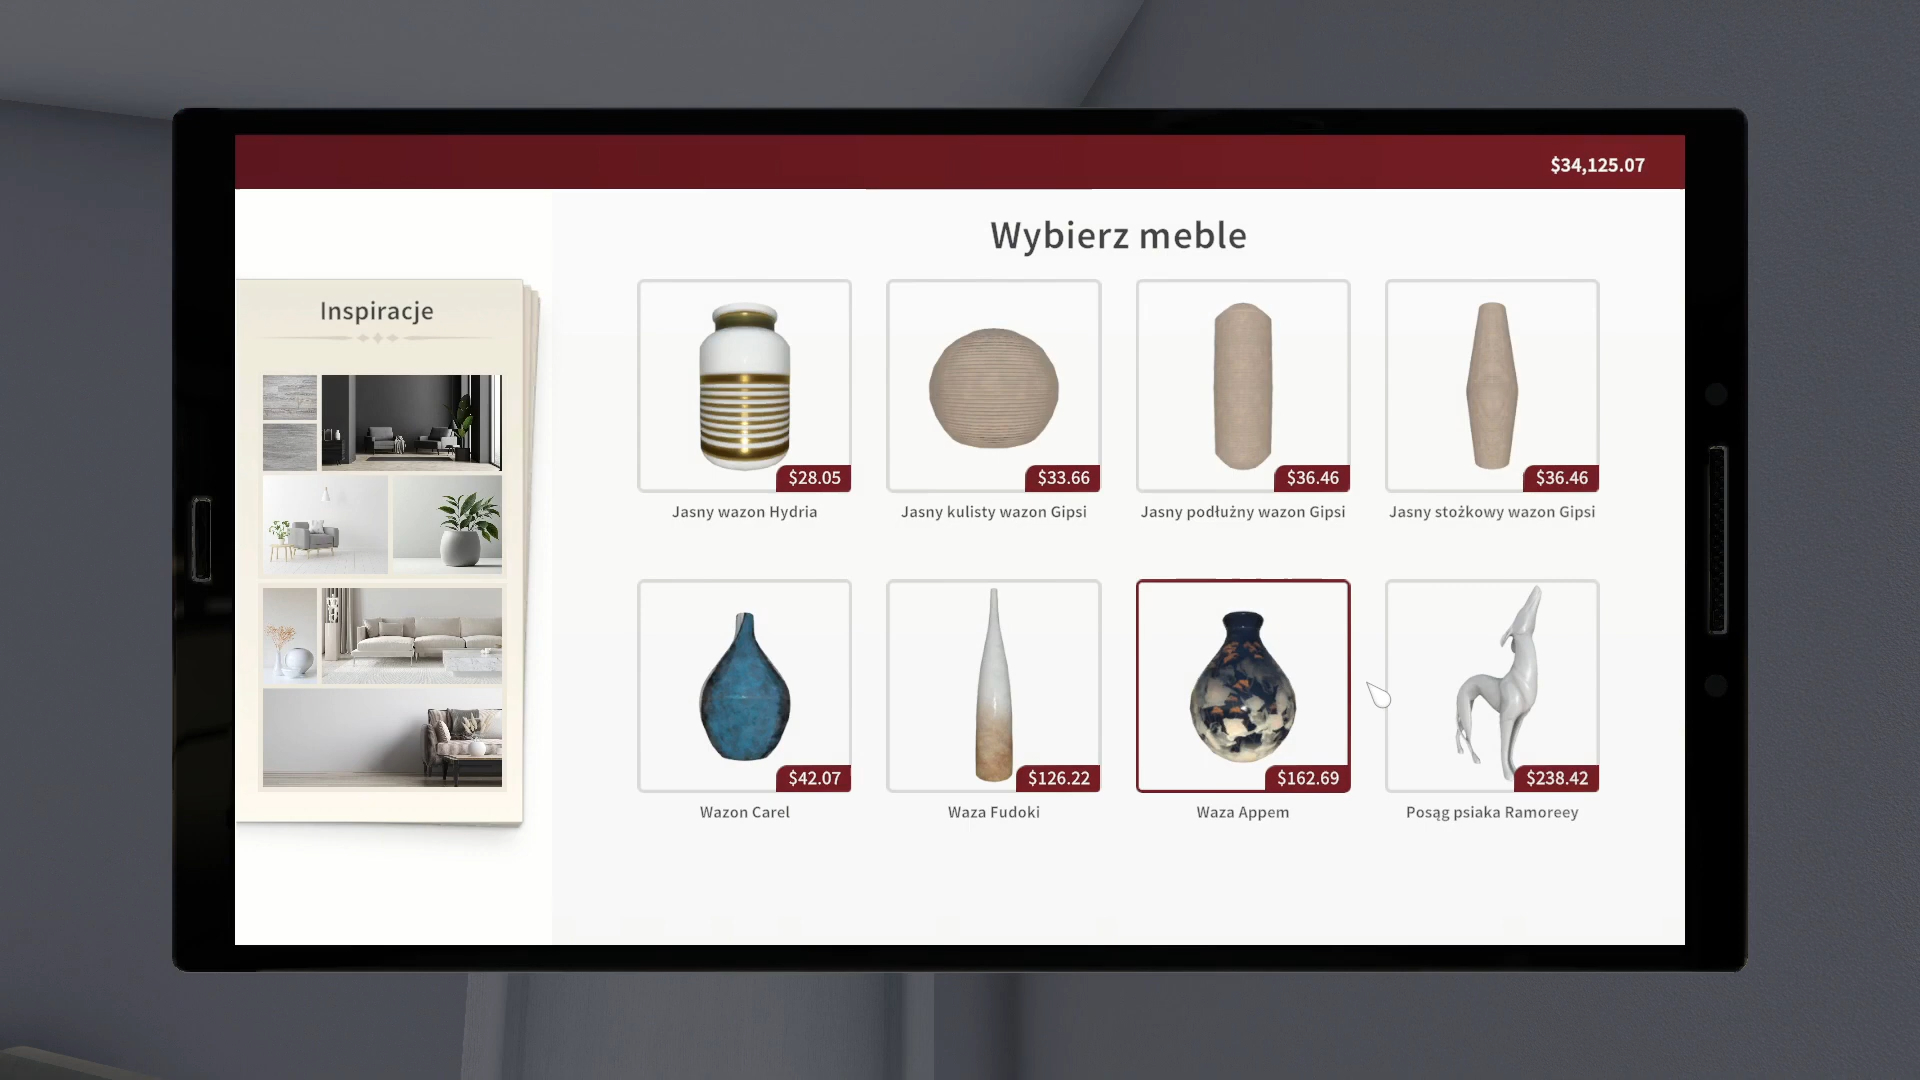 $34,125.07
Wybierz meble
Inspiracje
$28.05
$33.66
$36.46
$36.46
Jasny wazon Hydria
Jasny kulisty wazon Gipsi
Jasny podłużny wazon Gipsi
Jasny stożkowy wazon Gipsi
$42.07
$126.22
$162.69
$238.42
Wazon Carel
Waza Fudoki
Waza Appem
Posąg psiaka Ramoreey